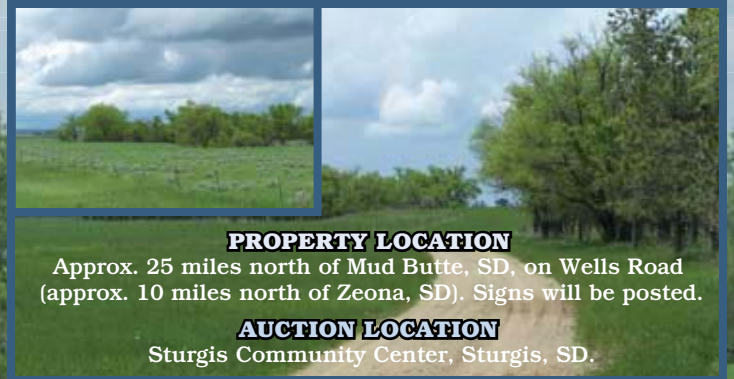 PROPERTY LOCATION
Approx. 25 miles north of Mud Butte, SD, on Wells Road
(approx. 10 miles north of Zeona, SD). Signs will be posted.
AUCTION LOCATION
Sturgis Community Center, Sturgis, SD.